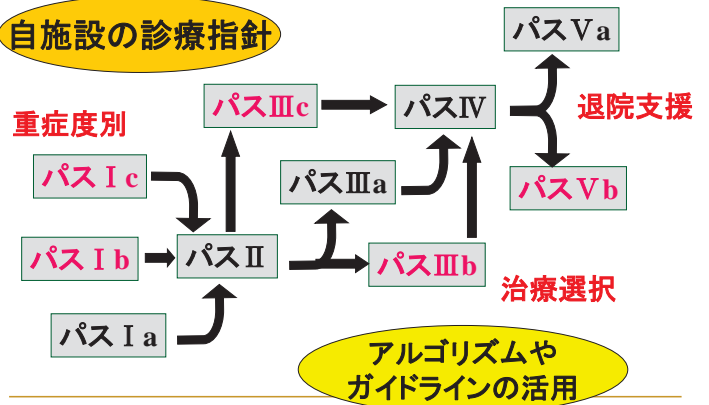 自施設の診療指針
パスⅤa
パスⅢc
パスⅣ
退院支援
重症度別
パスⅠc
パスⅢa
パスⅤb
パスⅠb
パスⅡ
パスⅢb
治療選択
パスⅠa
アルゴリズムや
ガイドラインの活用